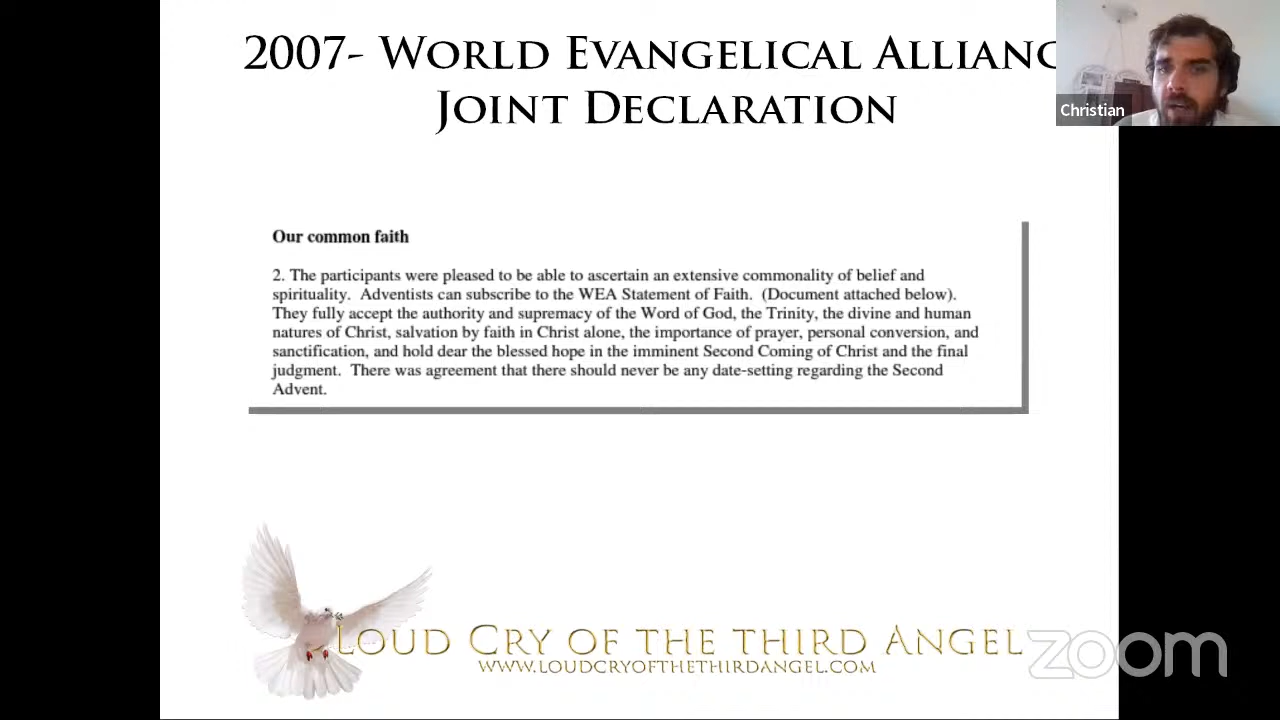 2007- World Evangelical Allianc
Joint Declaration
Christian
Our common faith
2. The participants were pleased to be able to ascertain an extensive commonality of belief and
spirituality. Adventists can subscribe to the WEA Statement of Faith. (Document attached below).
They fully accept the authority and supremacy of the Word of God, the Trinity, the divine and human
natures of Christ, salvation by faith in Christ alone, the importance of prayer, personal conversion, and
sanctification, and hold dear the blessed hope in the imminent Second Coming of Christ and the final
judgment. There was agreement that there should never be any date-setting regarding the Second
Advent.
Loud Cry of the Third Angel
www.loudcryofthethirdangel.com
zoom